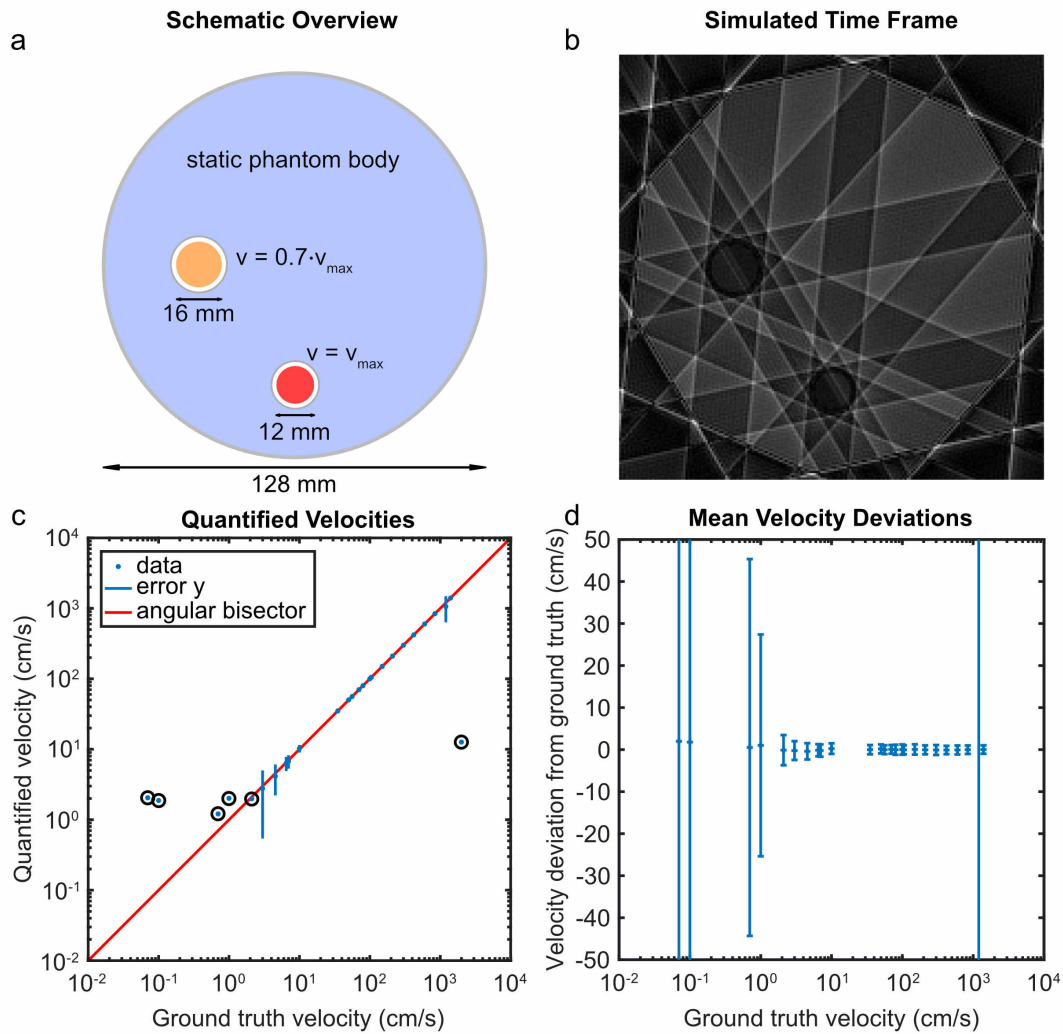 Schematic Overview
Simulated Time Frame
a
b
static phantom body
v = 0.7·vmax
16 mm
v = vmax
12 mm
128 mm
c
Quantified Velocities
d
Mean Velocity Deviations
data
error y
angular bisector
10^4
10^3
10^2
10^1
10^0
10^-1
10^-2
Quantified velocity (cm/s)
10^-2 10^-1 10^0 10^1 10^2 10^3 10^4
Ground truth velocity (cm/s)
50
40
30
20
10
0
-10
-20
-30
-40
-50
Velocity deviation from ground truth (cm/s)
10^-2 10^-1 10^0 10^1 10^2 10^3 10^4
Ground truth velocity (cm/s)